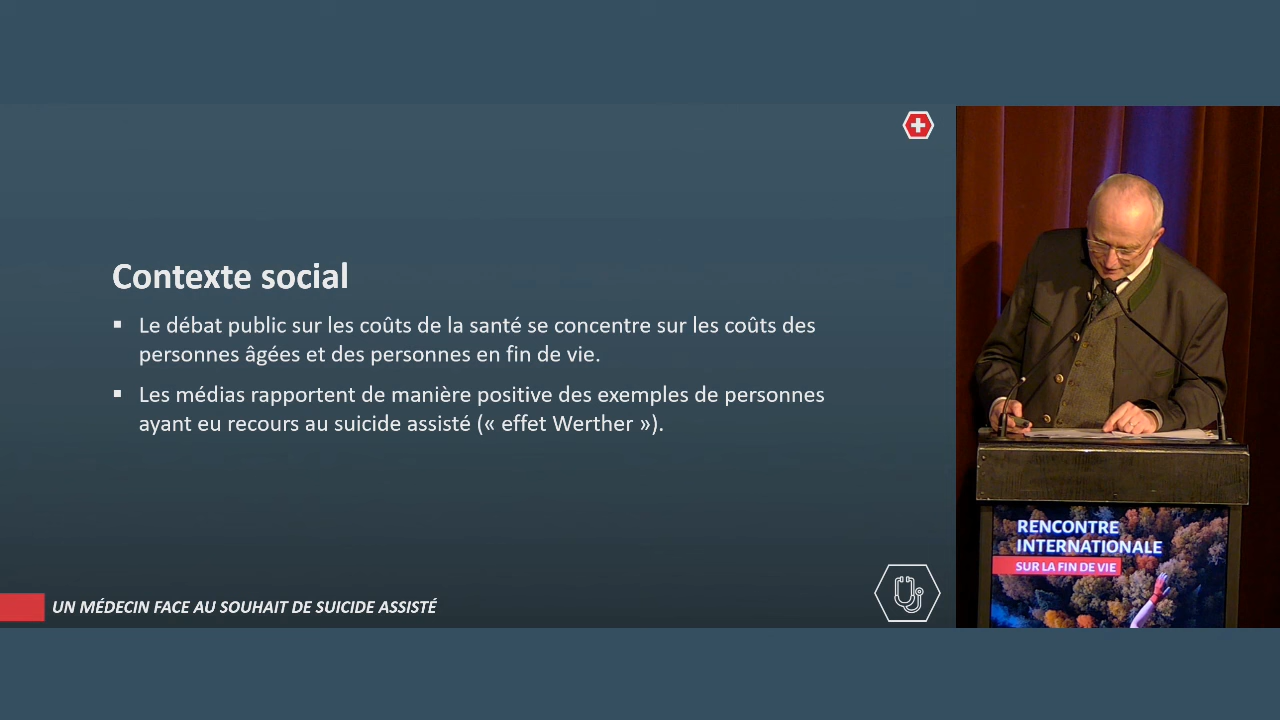 Contexte social
▪ Le débat public sur les coûts de la santé se concentre sur les coûts des
personnes âgées et des personnes en fin de vie.
▪ Les médias rapportent de manière positive des exemples de personnes
ayant eu recours au suicide assisté (« effet Werther »).
UN MÉDECIN FACE AU SOUHAIT DE SUICIDE ASSISTÉ
RENCONTRE
INTERNATIONALE
SUR LA FIN DE VIE